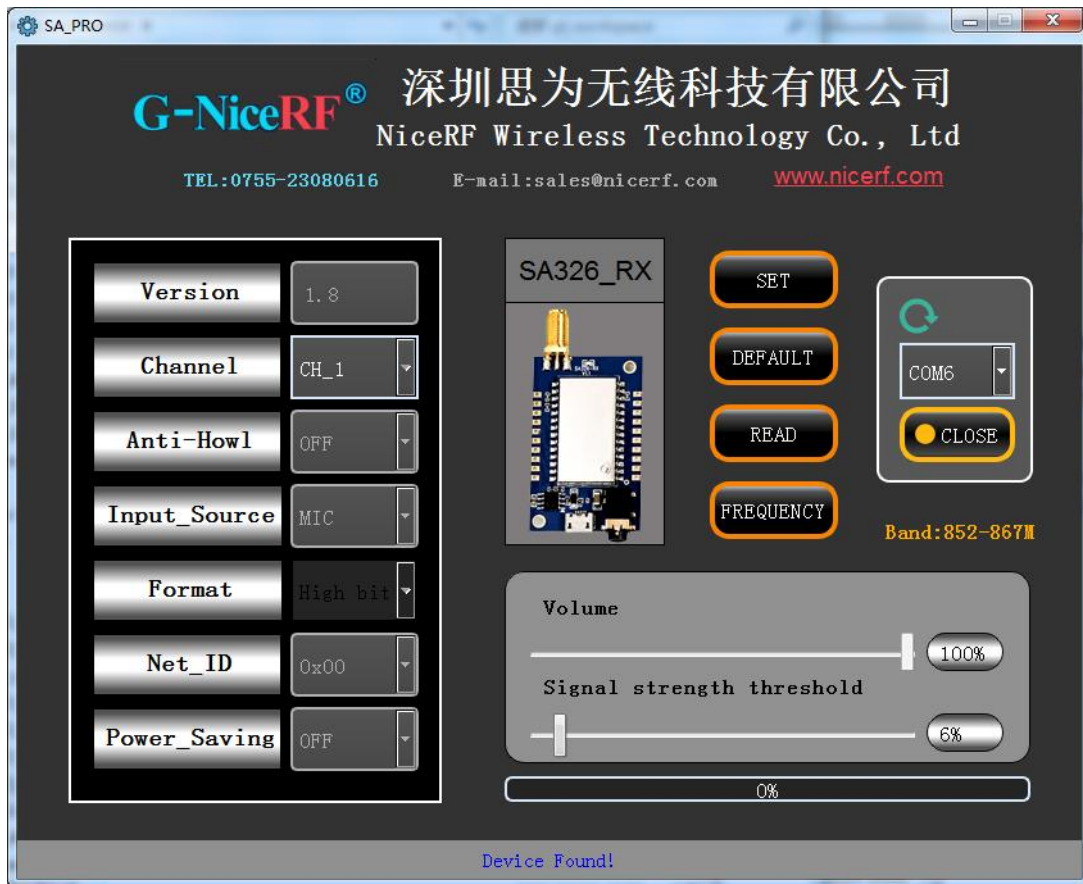 SA_PRO
G-NiceRF®
深圳思为无线科技有限公司
NiceRF Wireless Technology Co., Ltd
TEL:0755-23080616
E-mail:sales@nicerf.com
www.nicerf.com
Version
1.8
Channel
CH_1
Anti-Howl
OFF
Input_Source
MIC
Format
High bit
Net_ID
0x00
Power_Saving
OFF
SA326_RX
SET
DEFAULT
READ
FREQUENCY
COM6
CLOSE
Band:852-867M
Volume
100%
Signal strength threshold
6%
0%
Device Found!